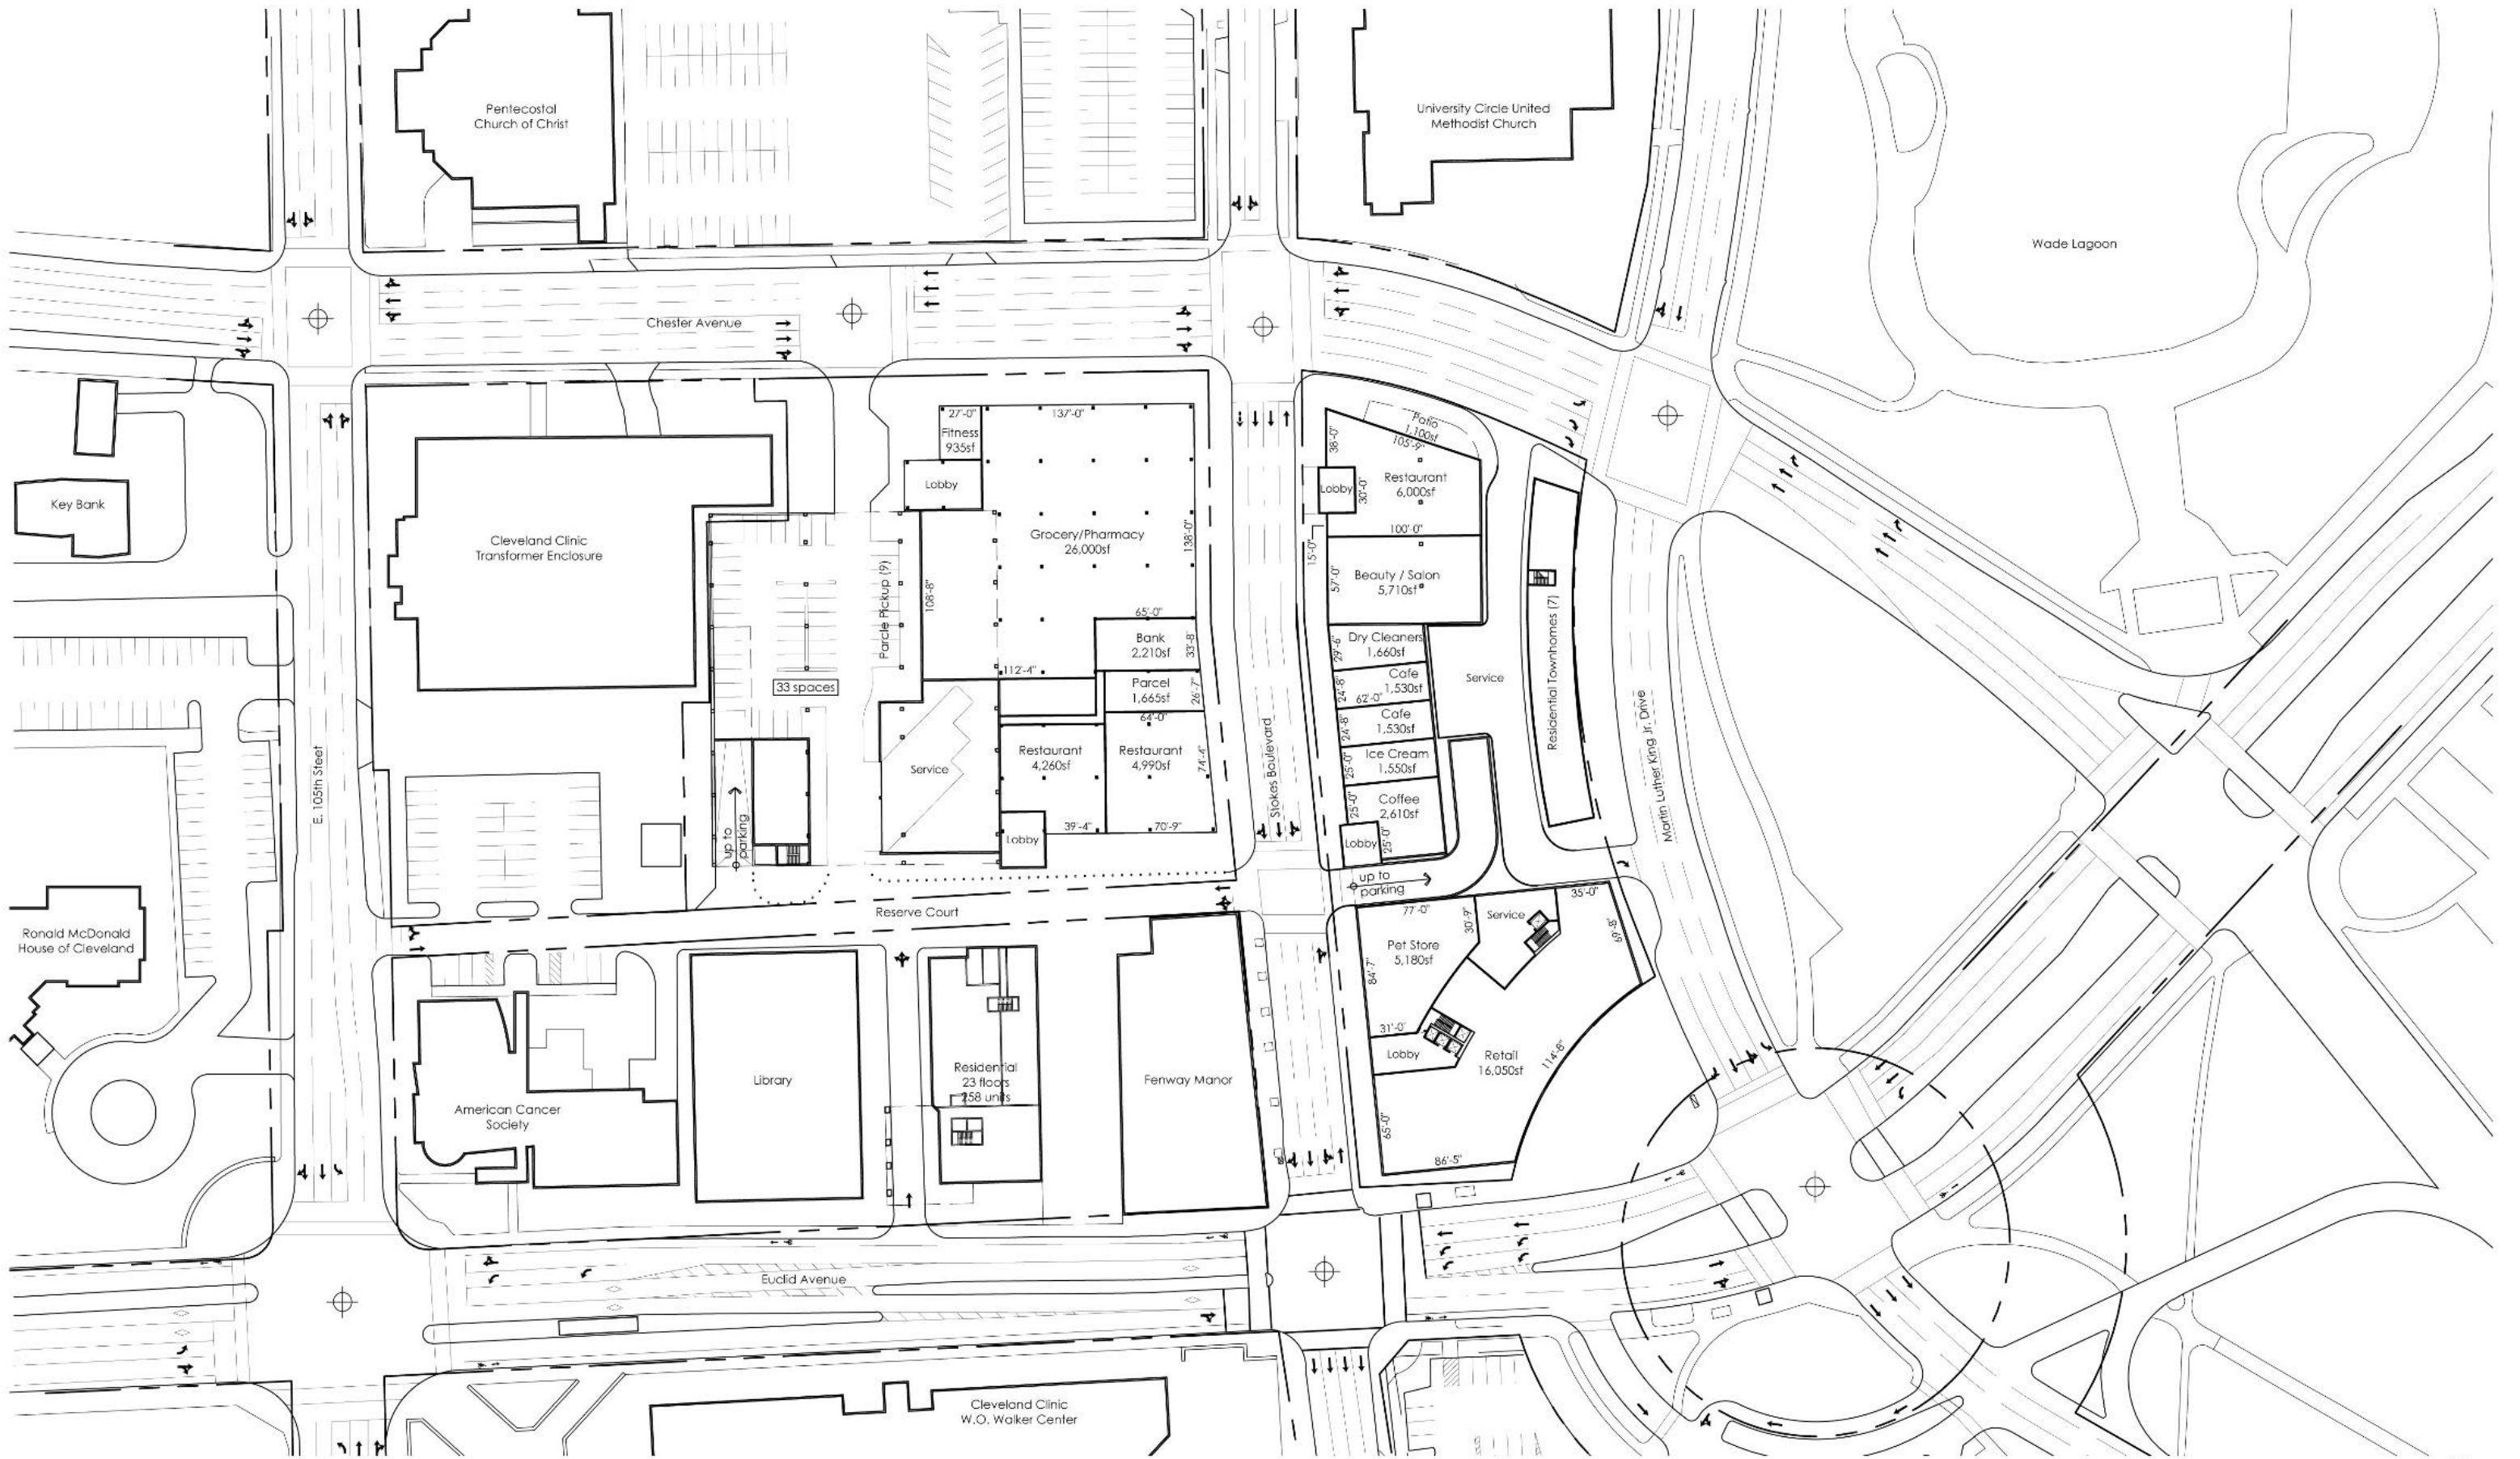 Pentecostal
Church of Christ
University Circle United
Methodist Church
Wade Lagoon
Chester Avenue
Key Bank
Cleveland Clinic
Transformer Enclosure
27'-0"
137'-0"
Fitness
935sf
Lobby
Grocery/Pharmacy
26,000sf
138'-0"
108'-8"
Parcle Pickup (9)
65'-0"
Bank
2,210sf
33'-8"
112'-4"
Parcel
1,665sf
26'-7"
64'-0"
33 spaces
Service
Restaurant
4,260sf
Restaurant
4,990sf
74'-4"
39'-4"
70'-9"
Lobby
up to
parking
E. 105th Steet
Stokes Boulevard
Patio
1,100sf
105'-9"
38'-0"
Restaurant
6,000sf
Lobby
30'-0"
100'-0"
15'-0"
Beauty / Salon
5,710sf
57'-0"
Dry Cleaners
1,660sf
29'-6"
Cafe
1,530sf
24'-8"
62'-0"
Cafe
1,530sf
24'-8"
Ice Cream
1,550sf
25'-0"
Coffee
2,610sf
25'-0"
Lobby
25'-0"
Service
Residential Townhomes (7)
Martin Luther King Jr. Drive
up to
parking
Reserve Court
77'-0"
30'-9"
Service
35'-0"
69'-8"
Pet Store
5,180sf
84'-7"
31'-0"
Lobby
Retail
16,050sf
114'-8"
65'-0"
86'-5"
Ronald McDonald
House of Cleveland
American Cancer
Society
Library
Residential
23 floors
258 units
Fenway Manor
Euclid Avenue
Cleveland Clinic
W.O. Walker Center